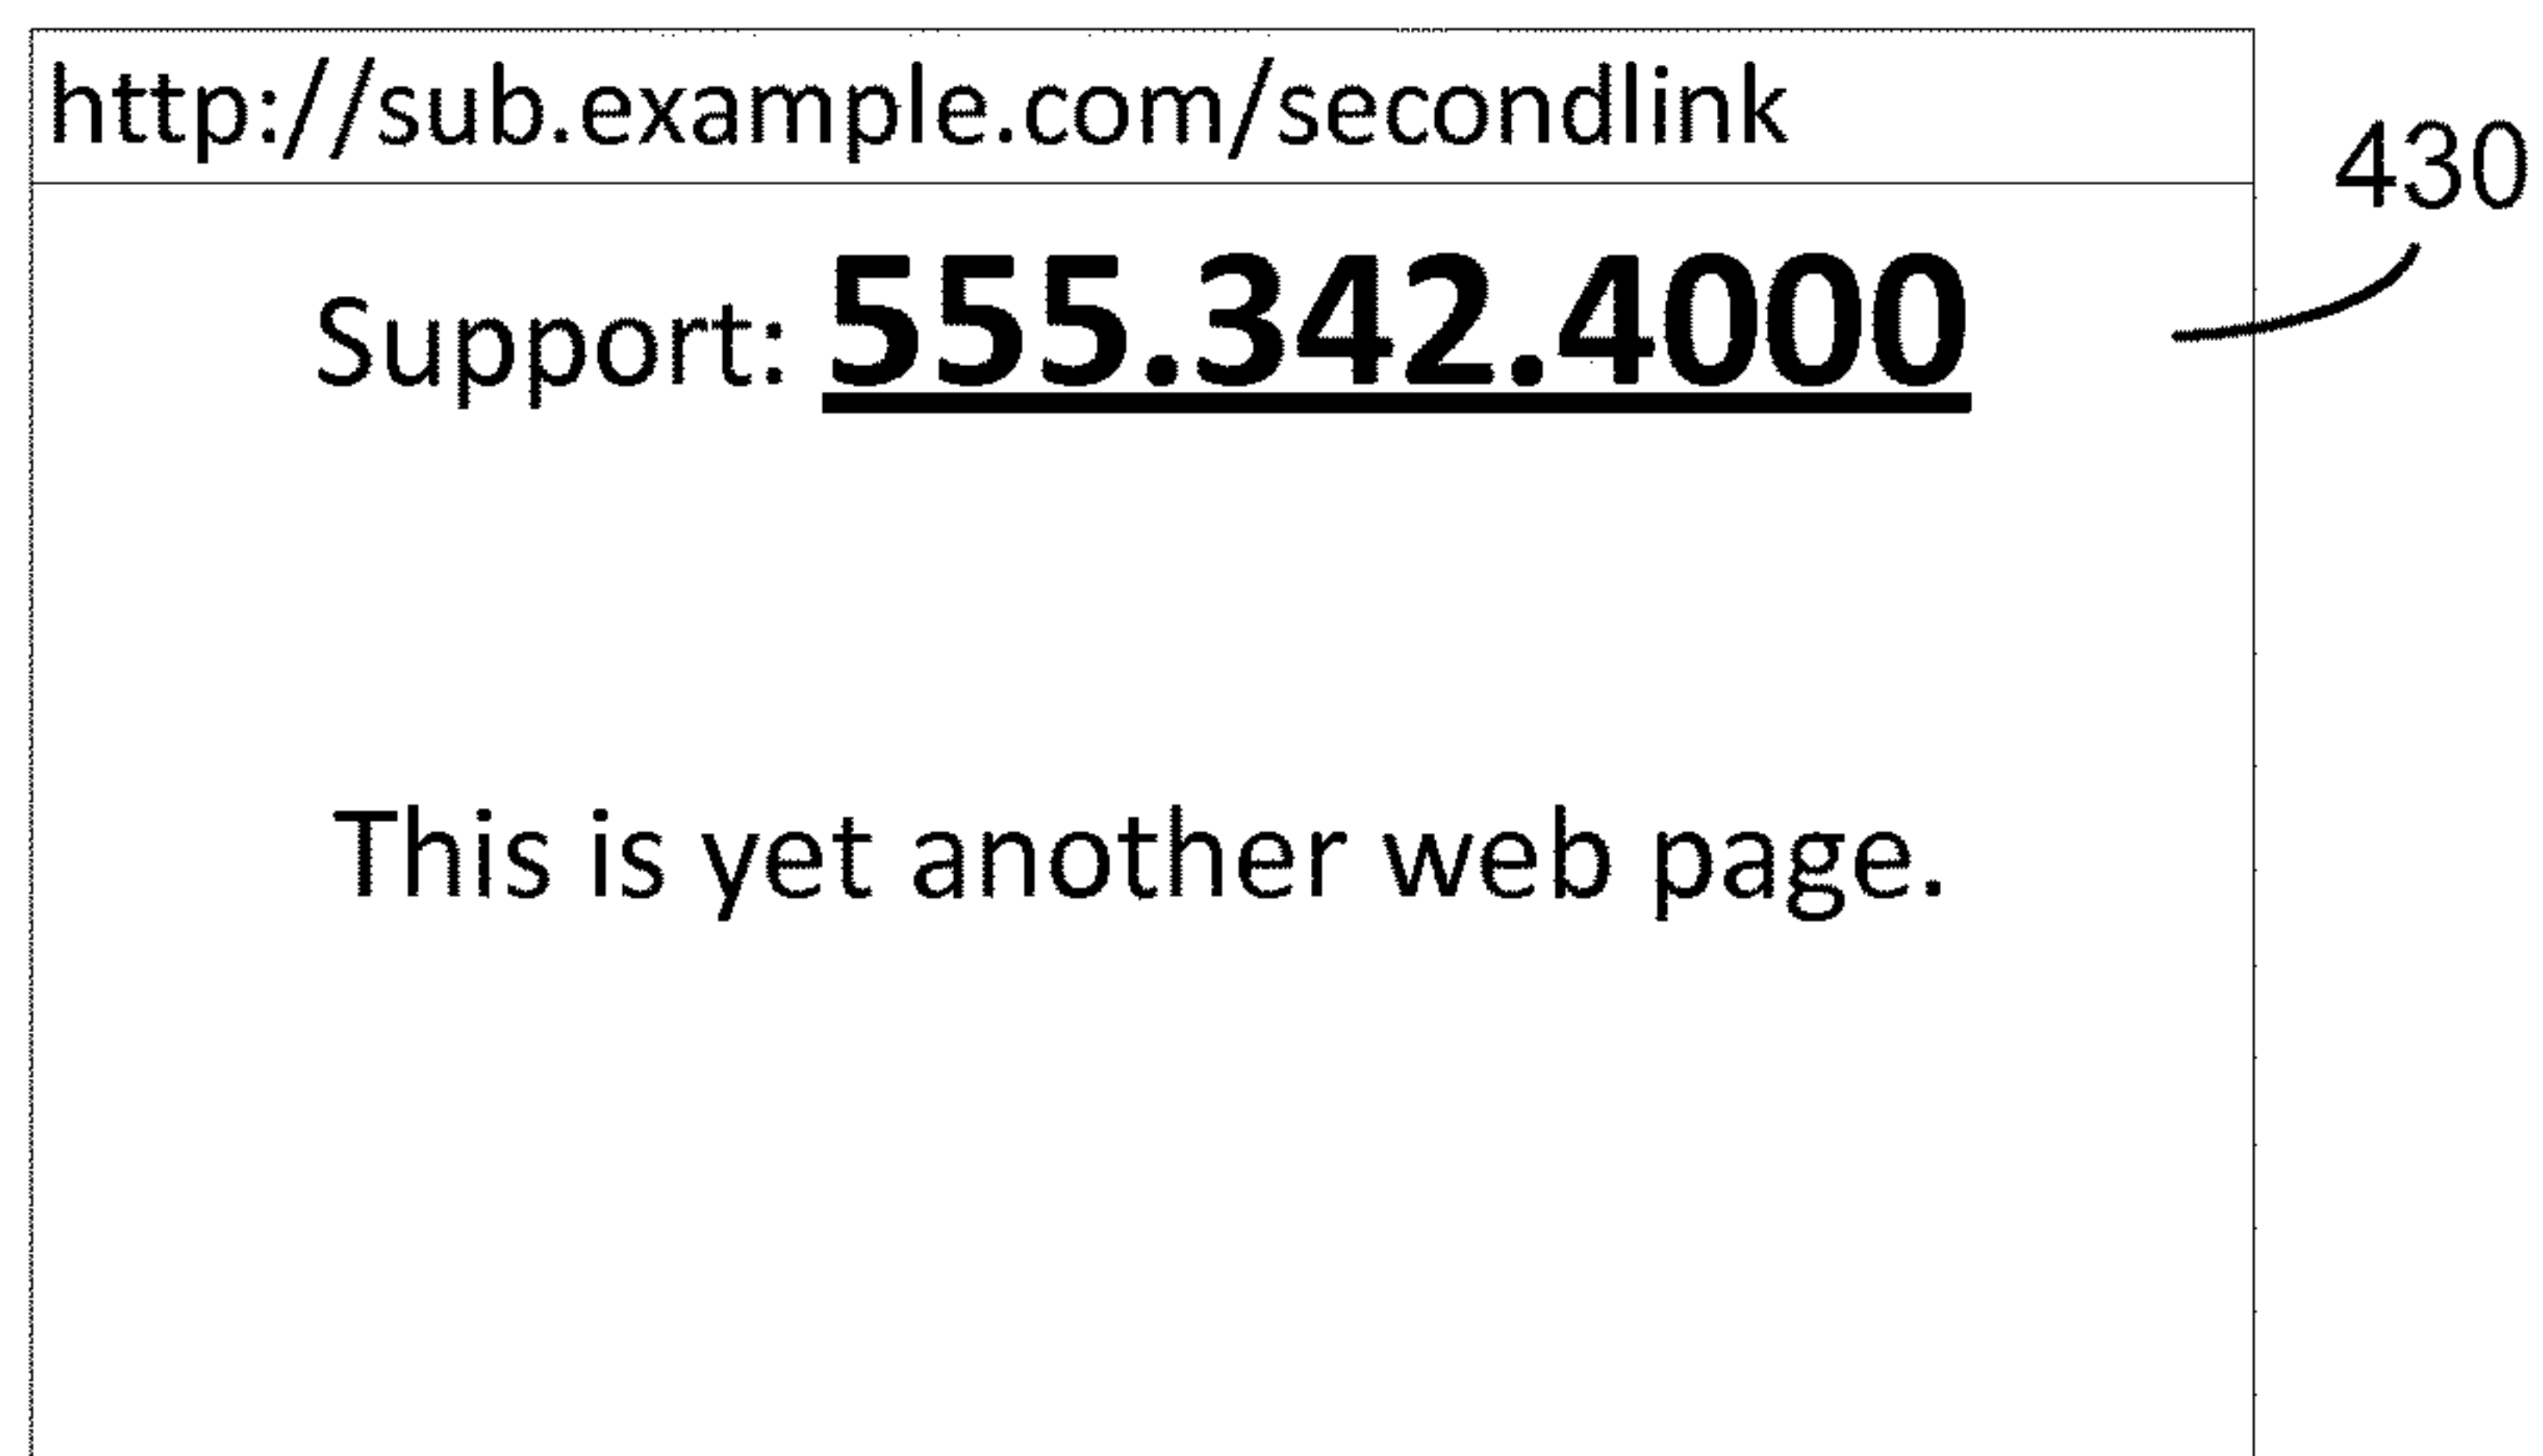 http://sub.example.com/secondlink
430
Support: 555.342.4000
This is yet another web page.